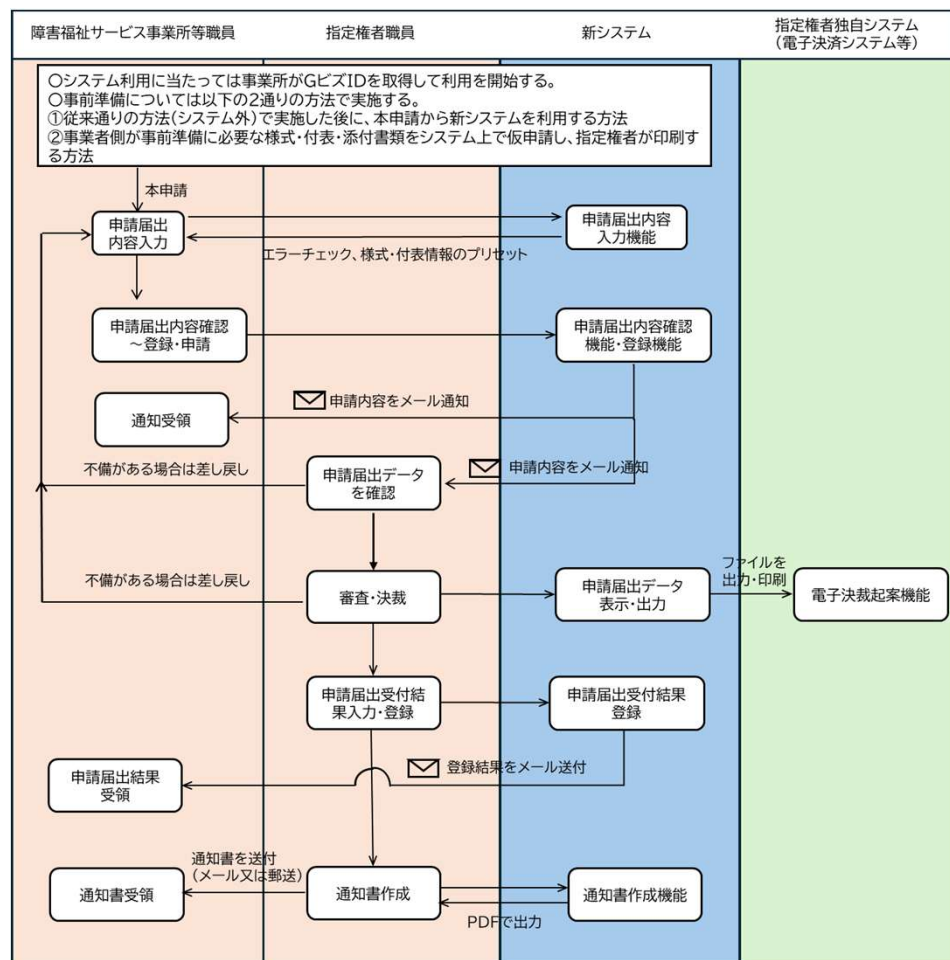 障害福祉サービス事業所等職員
指定権者職員
新システム
指定権者独自システム
（電子決済システム等）
〇システム利用に当たっては事業所がGビズIDを取得して利用を開始する。
〇事前準備については以下の2通りの方法で実施する。
①従来通りの方法（システム外）で実施した後に、本申請から新システムを利用する方法
②事業者側が事前準備に必要な様式・付表・添付書類をシステム上で仮申請し、指定権者が印刷す
る方法
本申請
申請届出
内容入力
申請届出内容
入力機能
エラーチェック、様式・付表情報のプリセット
申請届出内容確認
～登録・申請
申請届出内容確認
機能・登録機能
申請内容をメール通知
通知受領
不備がある場合は差し戻し
申請届出データ
を確認
申請内容をメール通知
不備がある場合は差し戻し
審査・決裁
申請届出データ
表示・出力
ファイルを
出力・印刷
電子決裁起案機能
申請届出受付結
果入力・登録
申請届出受付結果
登録
登録結果をメール送付
申請届出結果
受領
通知書を送付
（メール又は郵送）
通知書受領
通知書作成
通知書作成機能
PDFで出力